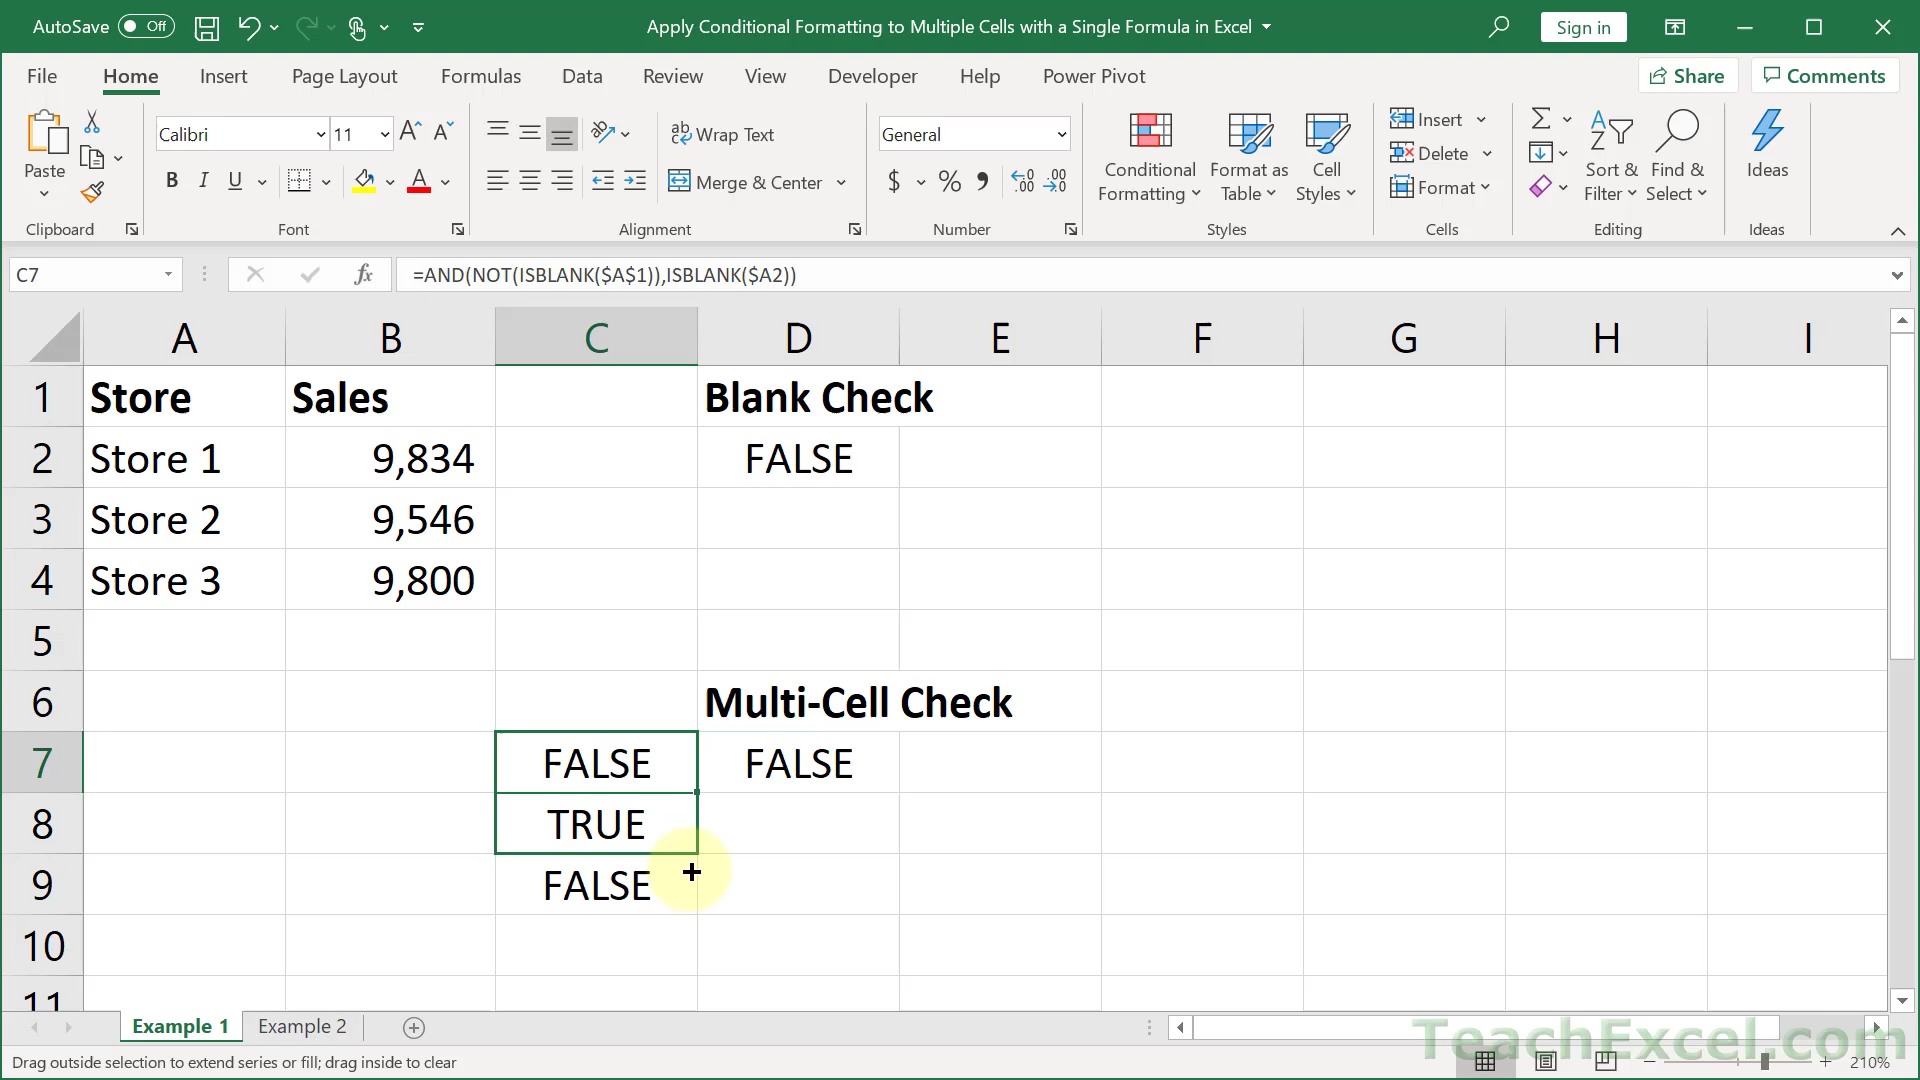 AutoSave Off
Apply Conditional Formatting to Multiple Cells with a Single Formula in Excel
Sign in
File Home Insert Page Layout Formulas Data Review View Developer Help Power Pivot
Share Comments
Paste
Clipboard
Calibri 11
B I U
Font
Wrap Text
Merge & Center
Alignment
General
$ % 9
Number
Conditional Formatting
Format as Table
Cell Styles
Styles
Insert
Delete
Format
Cells
Sort & Filter
Find & Select
Editing
Ideas
Ideas
C7 fx =AND(NOT(ISBLANK($A$1)),ISBLANK($A2))
A B C D E F G H I
1 Store Sales Blank Check
2 Store 1 9,834 FALSE
3 Store 2 9,546
4 Store 3 9,800
5
6 Multi-Cell Check
7 FALSE FALSE
8 TRUE
9 FALSE
10
11
Example 1 Example 2
TeachExcel.com
Drag outside selection to extend series or fill; drag inside to clear
210%